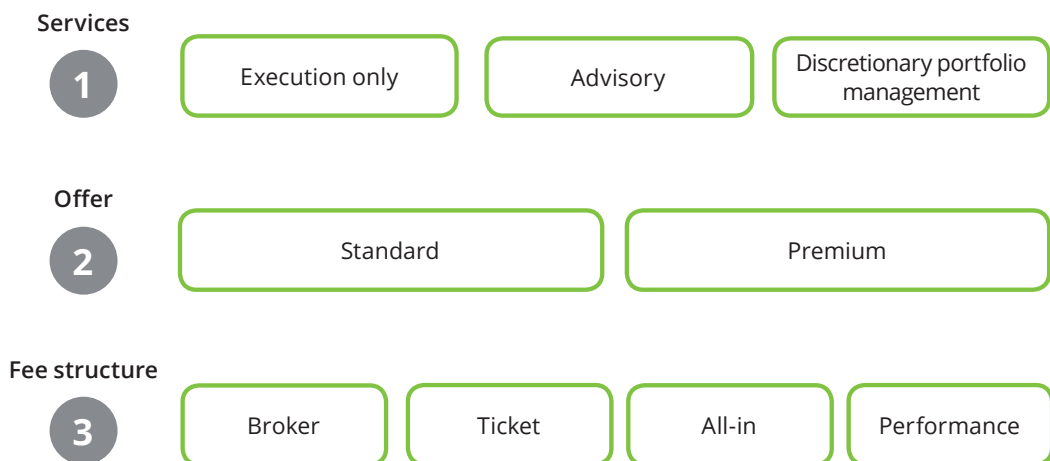 Services
1
Execution only
Advisory
Discretionary portfolio
management
Offer
2
Standard
Premium
Fee structure
3
Broker
Ticket
All-in
Performance